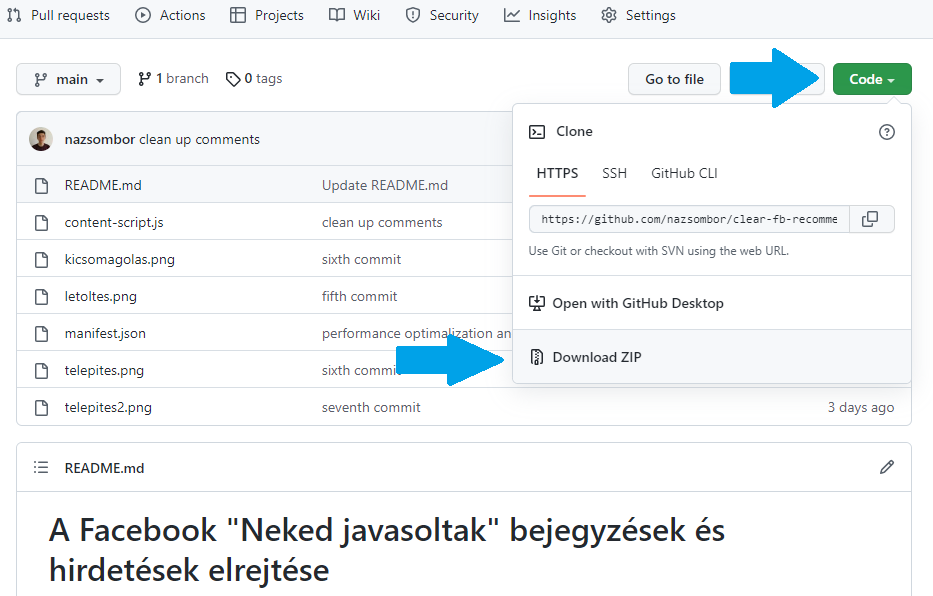 Pull requests Actions Projects Wiki Security Insights Settings
main 1 branch 0 tags Go to file Code
nazsombor clean up comments
Clone
README.md Update README.md
HTTPS SSH GitHub CLI
content-script.js clean up comments
https://github.com/nazsombor/clear-fb-recomme
Use Git or checkout with SVN using the web URL.
kicsomagolas.png sixth commit
letoltes.png fifth commit
Open with GitHub Desktop
manifest.json performance optimalization an
Download ZIP
telepites.png sixth commit
telepites2.png seventh commit 3 days ago
README.md
A Facebook "Neked javasoltak" bejegyzések és
hirdetések elrejtése